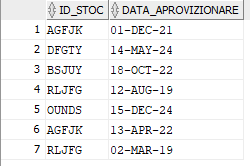 ID_STOC DATA_APROVIZIONARE
1 AGFJK 01-DEC-21
2 DFGTY 14-MAY-24
3 BSJUY 18-OCT-22
4 RLJFG 12-AUG-19
5 OUNDS 15-DEC-24
6 AGFJK 13-APR-22
7 RLJFG 02-MAR-19